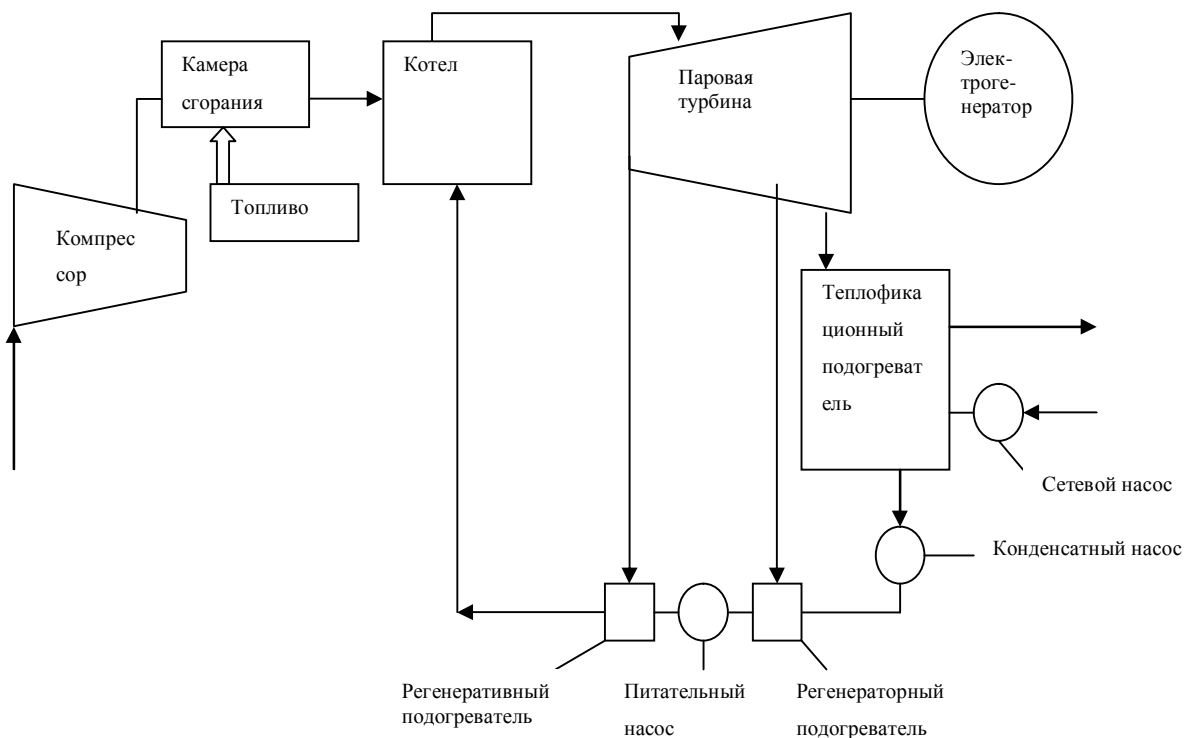 Камера
сгорания
Котел
Паровая
турбина
Элек-
троге-
нератор
Топливо
Компрес
сор
Теплофика
ционный
подогреват
ель
Сетевой насос
Конденсатный насос
Регенеративный
подогреватель
Питательный
насос
Регенераторный
подогреватель